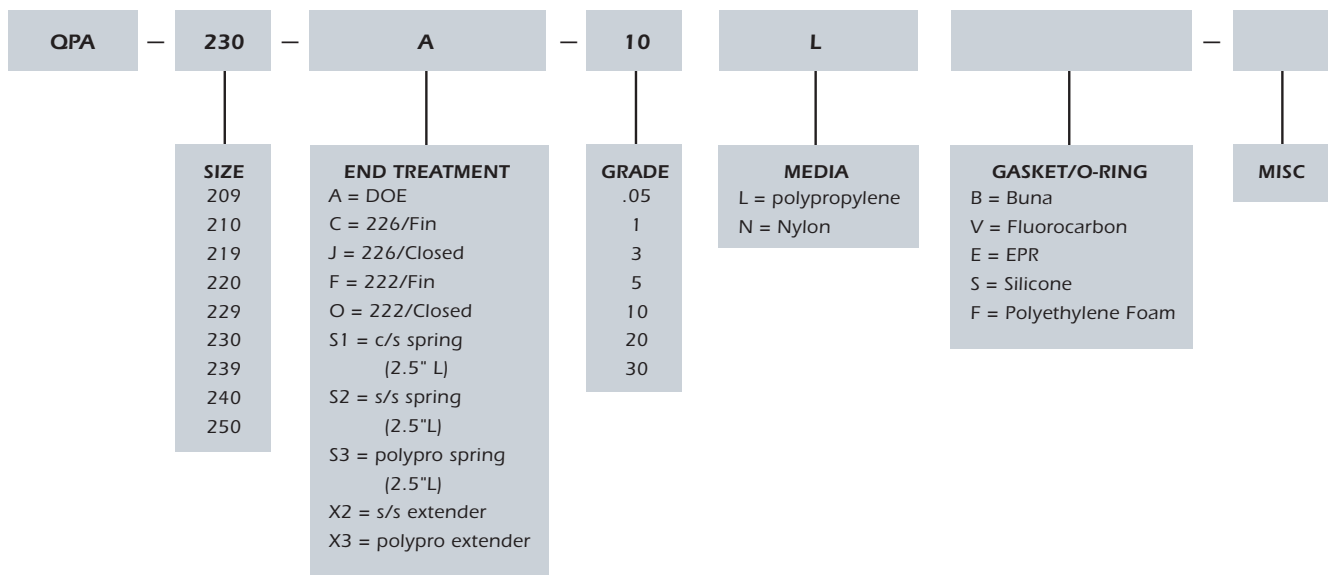 QPA – 230 – A – 10 L –
SIZE
209
210
219
220
229
230
239
240
250
END TREATMENT
A = DOE
C = 226/Fin
J = 226/Closed
F = 222/Fin
O = 222/Closed
S1 = c/s spring
(2.5" L)
S2 = s/s spring
(2.5"L)
S3 = polypro spring
(2.5"L)
X2 = s/s extender
X3 = polypro extender
GRADE
.05
1
3
5
10
20
30
MEDIA
L = polypropylene
N = Nylon
GASKET/O-RING
B = Buna
V = Fluorocarbon
E = EPR
S = Silicone
F = Polyethylene Foam
MISC